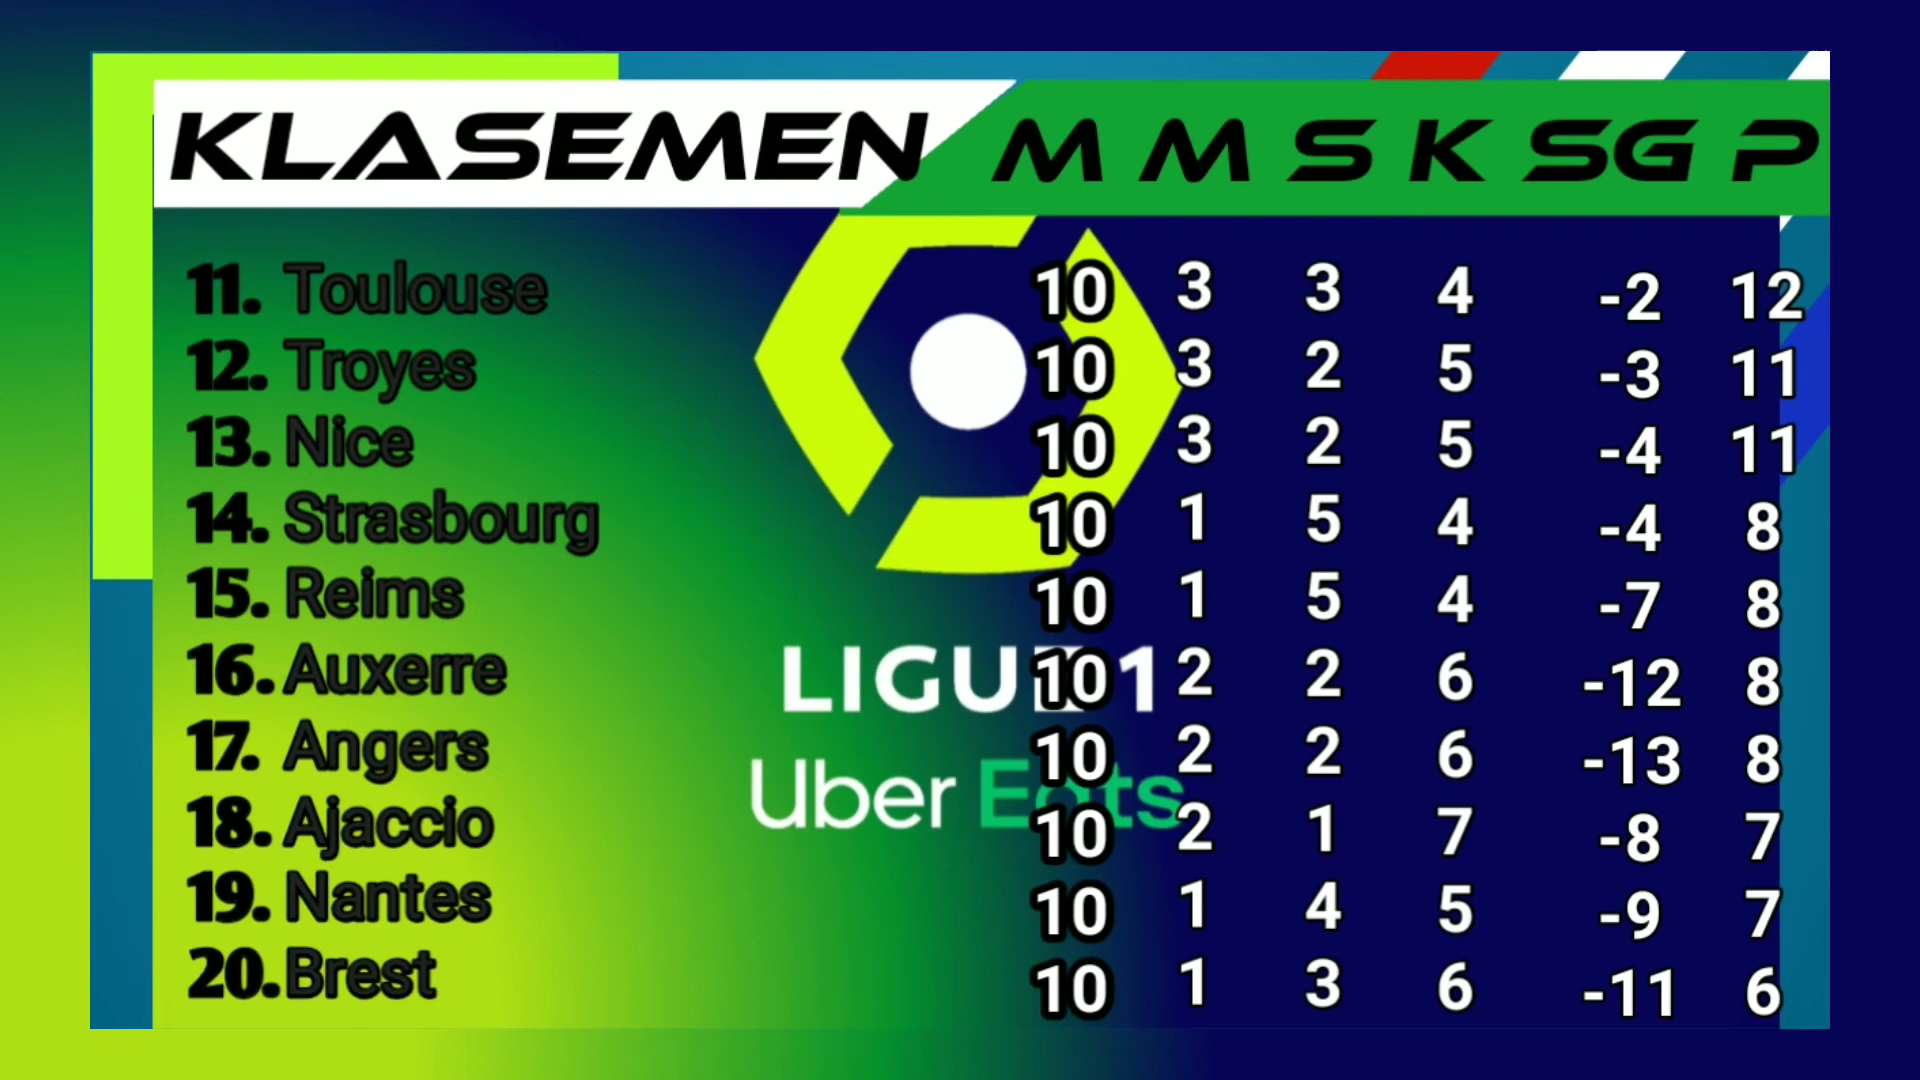 KLASEMEN M M S K SG P
11. Toulouse 10 3 3 4 -2 12
12. Troyes 10 3 2 5 -3 11
13. Nice 10 3 2 5 -4 11
14. Strasbourg 10 1 5 4 -4 8
15. Reims 10 1 5 4 -7 8
16. Auxerre 10 2 2 6 -12 8
17. Angers 10 2 2 6 -13 8
18. Ajaccio 10 2 1 7 -8 7
19. Nantes 10 1 4 5 -9 7
20. Brest 10 1 3 6 -11 6
LIGUE 1
Uber Eats